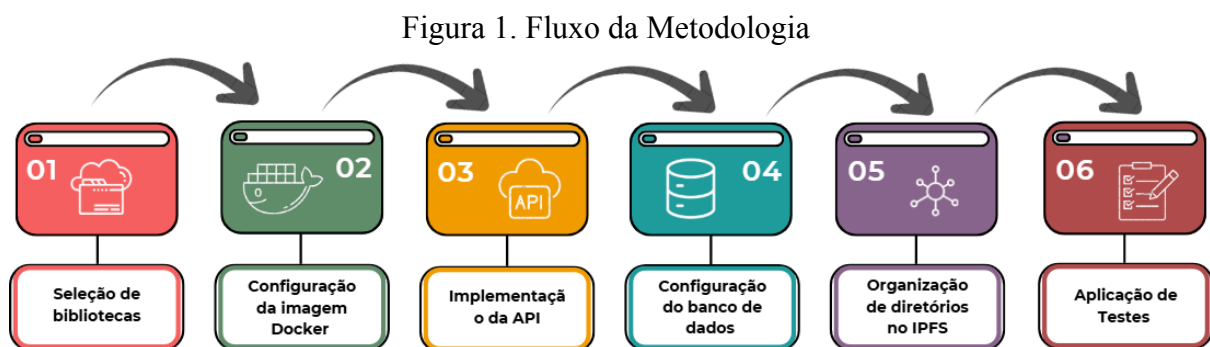 Figura 1. Fluxo da Metodologia
01
02
03
API
04
05
06
Seleção de
bibliotecas
Configuração
da imagem
Docker
Implementaçã
o da API
Configuração
do banco de
dados
Organização
de diretórios
no IPFS
Aplicação de
Testes